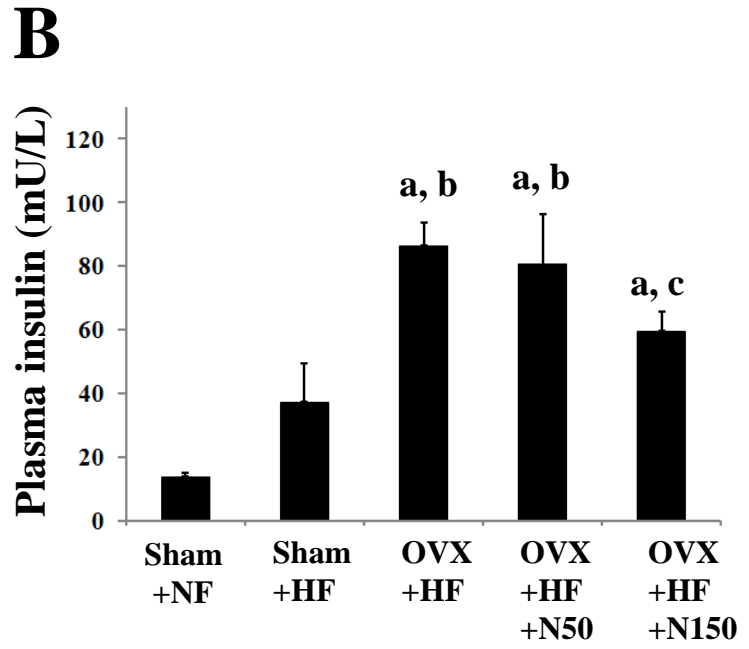 B
Plasma insulin (mU/L)
120
100
80
60
40
20
0
a, b
a, b
a, c
Sham
+NF
Sham
+HF
OVX
+HF
OVX
+HF
+N50
OVX
+HF
+N150